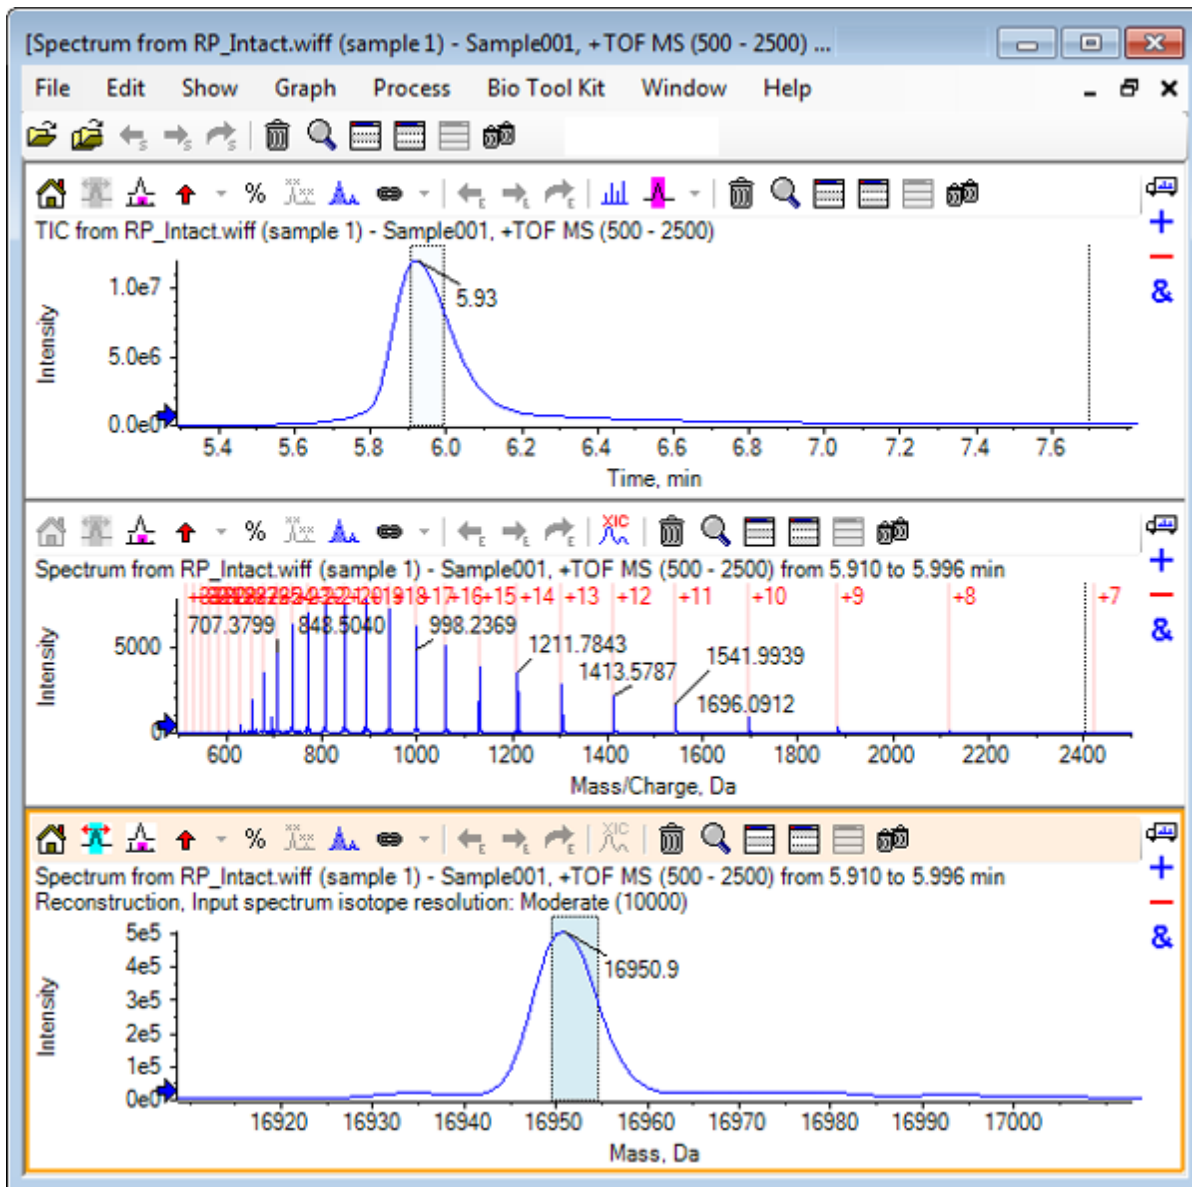 [Spectrum from RP_Intact.wiff (sample 1) - Sample001, +TOF MS (500 - 2500) ...
File Edit Show Graph Process Bio Tool Kit Window Help
%
TIC from RP_Intact.wiff (sample 1) - Sample001, +TOF MS (500 - 2500)
Intensity
1.0e7
5.0e6
0.0e0
5.93
5.4 5.6 5.8 6.0 6.2 6.4 6.6 6.8 7.0 7.2 7.4 7.6
Time, min
% XIC
Spectrum from RP_Intact.wiff (sample 1) - Sample001, +TOF MS (500 - 2500) from 5.910 to 5.996 min
+18 +17 +16 +15 +14 +13 +12 +11 +10 +9 +8 +7
707.3799 848.5040 998.2369 1211.7843 1413.5787 1541.9939 1696.0912
Intensity
5000
0
600 800 1000 1200 1400 1600 1800 2000 2200 2400
Mass/Charge, Da
% XIC
Spectrum from RP_Intact.wiff (sample 1) - Sample001, +TOF MS (500 - 2500) from 5.910 to 5.996 min
Reconstruction, Input spectrum isotope resolution: Moderate (10000)
Intensity
5e5
4e5
3e5
2e5
1e5
0e0
16950.9
16920 16930 16940 16950 16960 16970 16980 16990 17000
Mass, Da
&
&
&